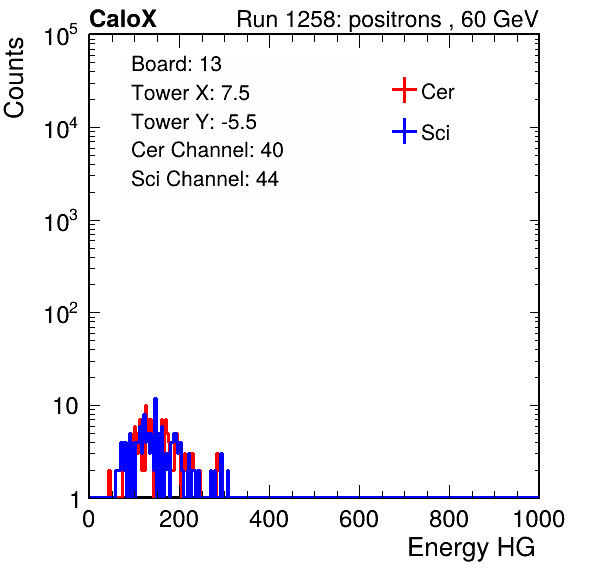 CaloX Run 1258: positrons , 60 GeV
Counts
Board: 13
Tower X: 7.5
Tower Y: -5.5
Cer Channel: 40
Sci Channel: 44
Cer
Sci
10^5
10^4
10^3
10^2
10
1
0 200 400 600 800 1000
Energy HG